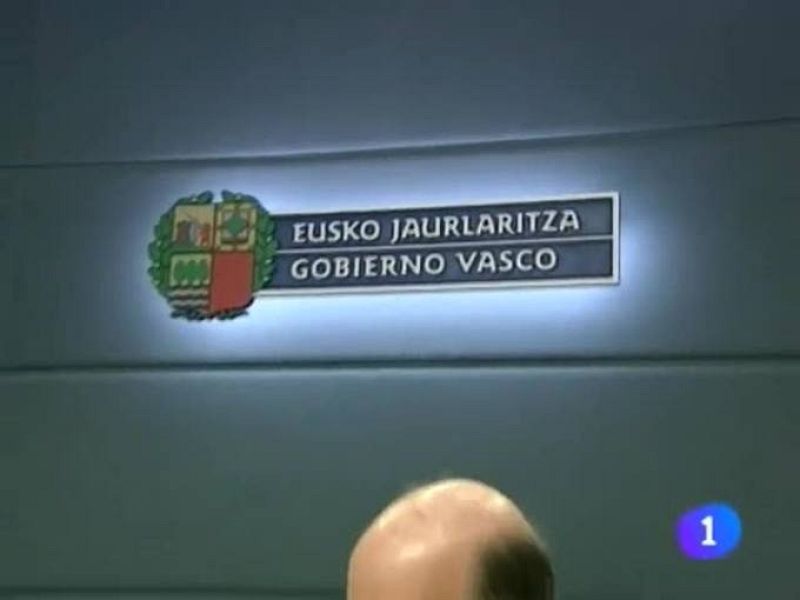 EUSKO JAURLARITZA
GOBIERNO VASCO
1